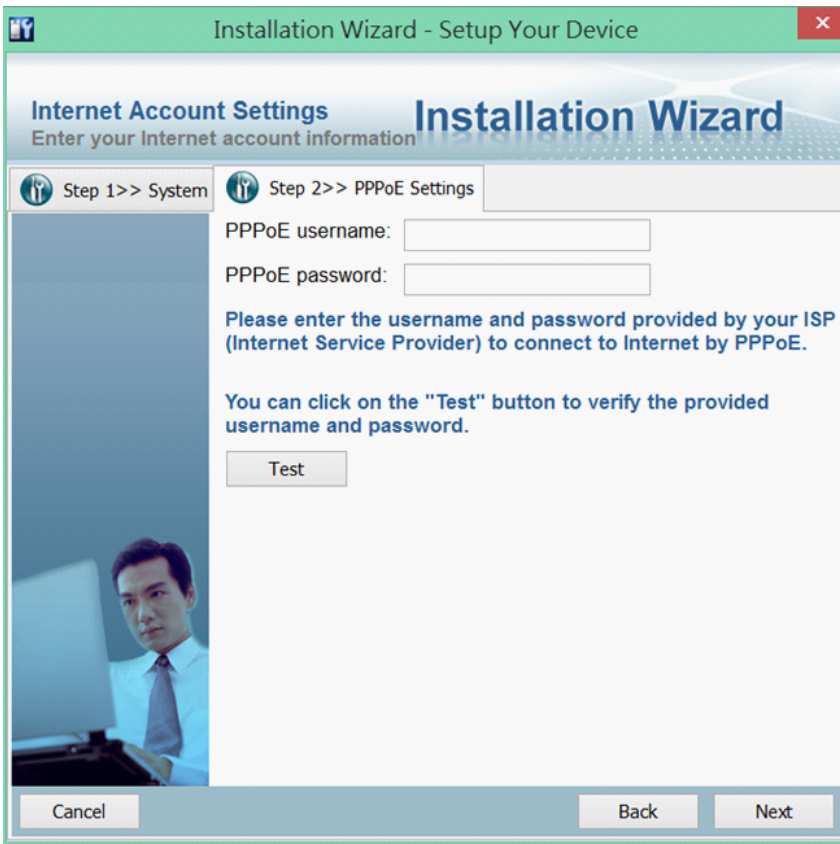 Installation Wizard - Setup Your Device
Internet Account Settings
Enter your Internet account information
Installation Wizard
Step 1>> System
Step 2>> PPPoE Settings
PPPoE username:
PPPoE password:
Please enter the username and password provided by your ISP
(Internet Service Provider) to connect to Internet by PPPoE.
You can click on the "Test" button to verify the provided
username and password.
Test
Cancel
Back
Next